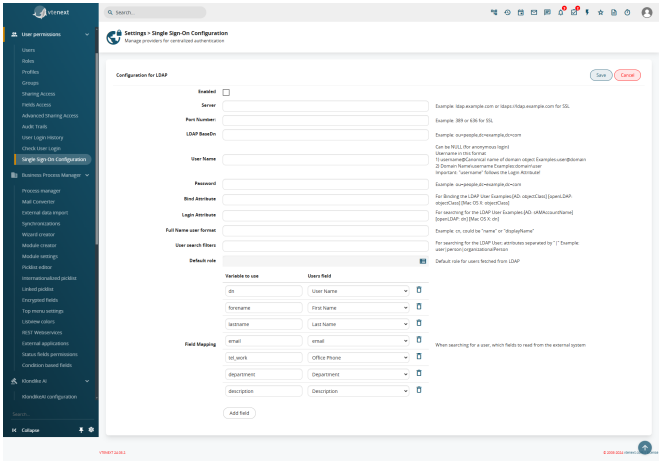 vtenext
Search...
User permissions
Users
Roles
Profiles
Groups
Sharing Access
Fields Access
Advanced Sharing Access
Audit Trails
User Login History
Check User Login
Single Sign-On Configuration
Business Process Manager
Process manager
Mail Converter
External data import
Synchronizations
Wizard creator
Module creator
Module settings
Picklist editor
Internationalized picklist
Linked picklist
Encrypted fields
Top menu settings
Listview colors
REST Webservices
External applications
Status fields permissions
Condition based fields
Klondike AI
KlondikeAI configuration
Search...
Collapse
Settings > Single Sign-On Configuration
Manage providers for centralised authentication
Configuration for LDAP
Save
Cancel
Enabled
Server
Example: ldap.example.com or ldaps://ldap.example.com for SSL
Port Number:
Example: 389 or 636 for SSL
LDAP BaseDn
Example: ou=people,dc=example,dc=com
User Name
Can be NULL (for anonymous login)
Username in this format
1) username@Canonical name of domain object Examples:user@domain
2) Domain Name\username Examples:domain\user
Important: "username" follows the Login Attribute!
Password
Example: ou=people,dc=example,dc=com
Bind Attribute
For Binding the LDAP User Examples:[AD: objectClass] [openLDAP:
objectClass] [Mac OS X: objectClass]
Login Attribute
For searching for the LDAP User Examples: [AD: sAMAccountName]
[openLDAP: dn] [Mac OS X: dn]
Full Name user format
Example: cn, could be "name" or "displayName"
User search filters
For searching for the LDAP User: attributes separated by "|" Example:
user|person|organizationalPerson
Default role
Default role for users fetched from LDAP
Variable to use
Users field
dn
User Name
forename
First Name
lastname
Last Name
email
email
Field Mapping
When searching for a user, which fields to read from the external system
tel_work
Office Phone
department
Department
description
Description
Add field